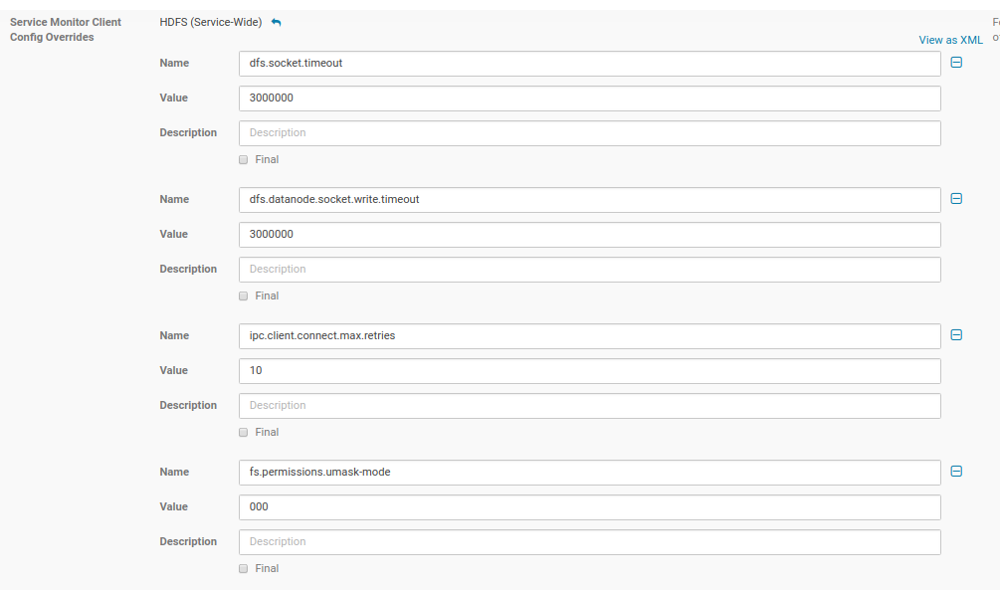 Service Monitor Client
Config Overrides
HDFS (Service-Wide)
View as XML
Name
dfs.socket.timeout
Value
3000000
Description
Description
Final
Name
dfs.datanode.socket.write.timeout
Value
3000000
Description
Description
Final
Name
ipc.client.connect.max.retries
Value
10
Description
Description
Final
Name
fs.permissions.umask-mode
Value
000
Description
Description
Final